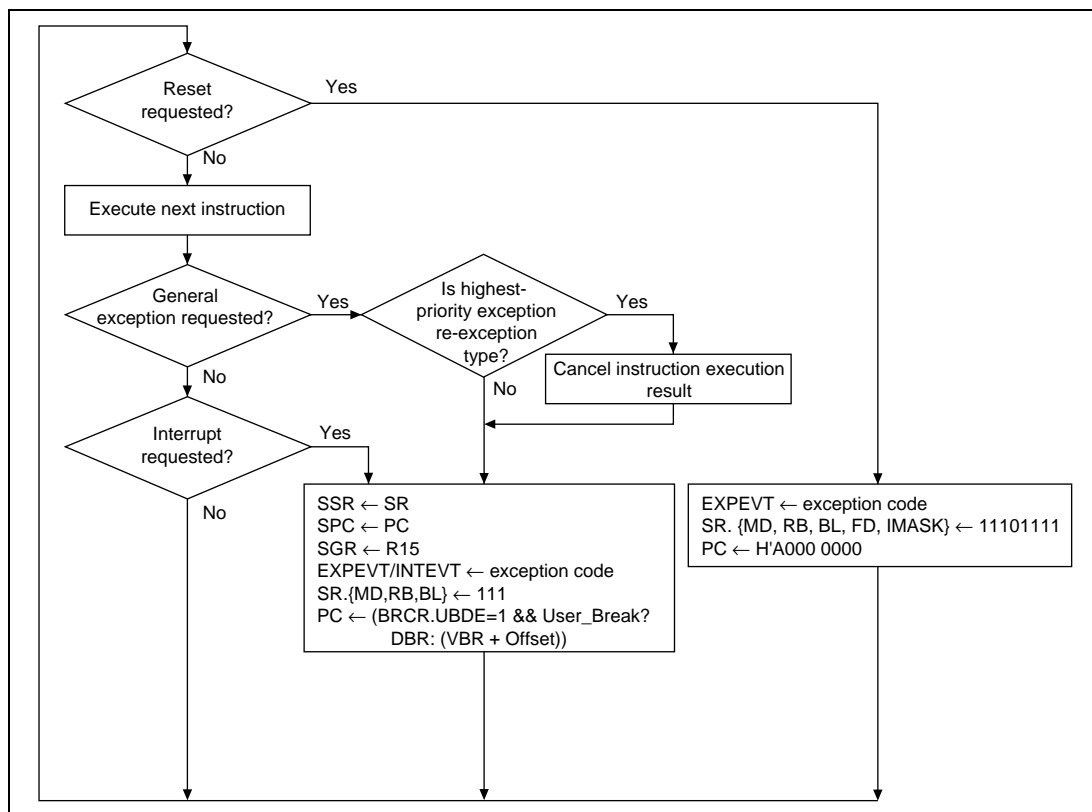 Reset
requested?
Yes
No
Execute next instruction
General
exception requested?
Yes
Is highest-
priority exception
re-exception
type?
Yes
No
Cancel instruction execution
result
No
Interrupt
requested?
Yes
No
SSR ← SR
SPC ← PC
SGR ← R15
EXPEVT/INTEVT ← exception code
SR.{MD,RB,BL} ← 111
PC ← (BRCR.UBDE=1 && User_Break?
DBR: (VBR + Offset))
EXPEVT ← exception code
SR. {MD, RB, BL, FD, IMASK} ← 11101111
PC ← H'A000 0000